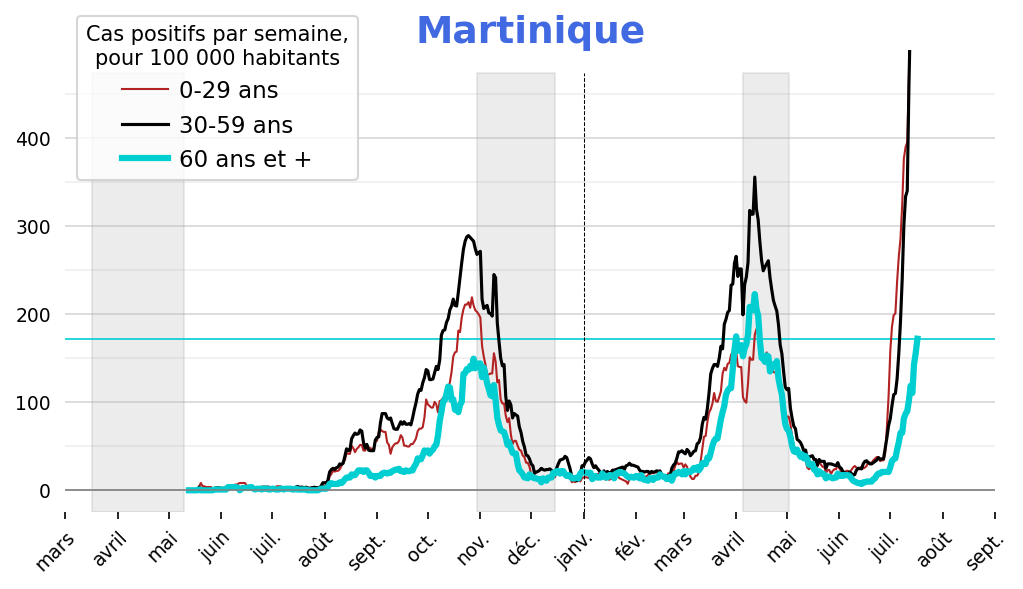 Martinique
Cas positifs par semaine,
pour 100 000 habitants
0-29 ans
30-59 ans
60 ans et +
400
300
200
100
0
mars avril mai juin juil. août sept. oct. nov. déc. janv. fév. mars avril mai juin juil. août sept.